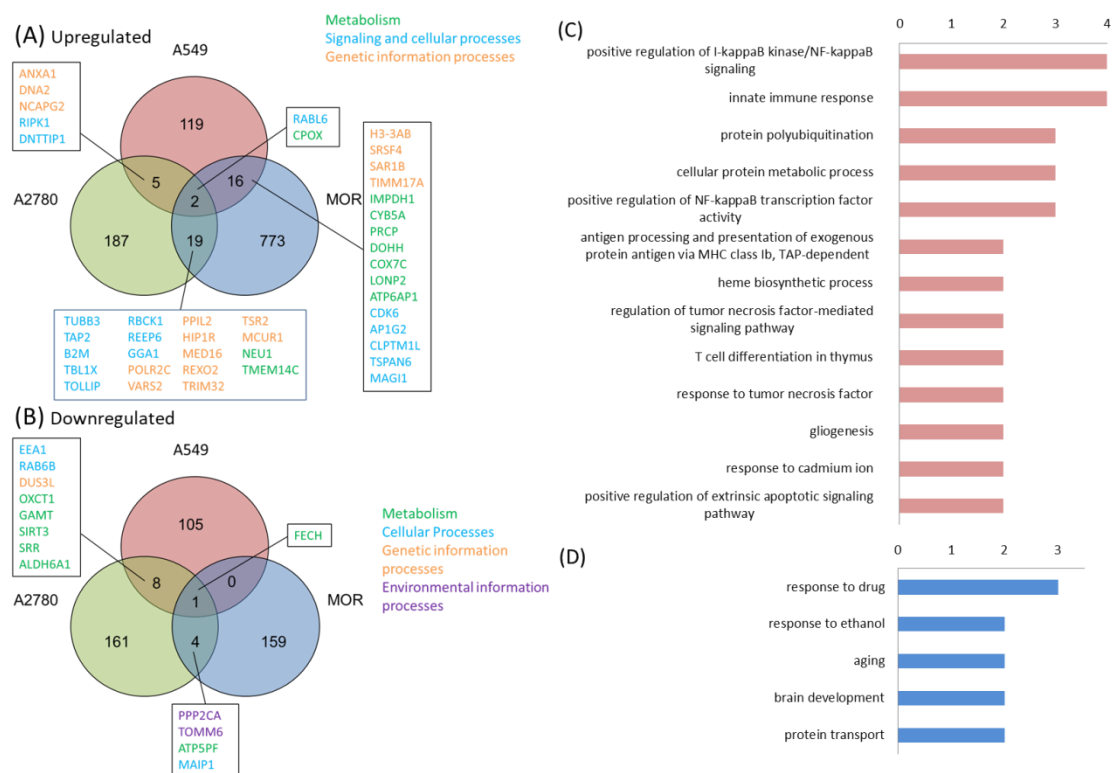 (A) Upregulated
A549
Metabolism
Signaling and cellular processes
Genetic information processes
ANXA1
DNA2
NCAPG2
RIPK1
DNTTIP1
119
RABL6
CPOX
5
16
2
A2780
MOR
187
19
773
H3-3AB
SRSF4
SAR1B
TIMM17A
IMPDH1
CYB5A
PRCP
DOHH
COX7C
LONP2
ATP6AP1
CDK6
AP1G2
CLPTM1L
TSPAN6
MAGI1
TUBB3 RBCK1 PPIL2 TSR2
TAP2 REEP6 HIP1R MCUR1
B2M GGA1 MED16 NEU1
TBL1X POLR2C REXO2 TMEM14C
TOLLIP VARS2 TRIM32
(B) Downregulated
A549
EEA1
RAB6B
DUS3L
OXCT1
GAMT
SIRT3
SRR
ALDH6A1
105
FECH
Metabolism
Cellular Processes
Genetic information
processes
Environmental information
processes
8
0
1
A2780
MOR
161
4
159
PPP2CA
TOMM6
ATP5PF
MAIP1
(C)
0 1 2 3 4
positive regulation of I-kappaB kinase/NF-kappaB
signaling
innate immune response
protein polyubiquitination
cellular protein metabolic process
positive regulation of NF-kappaB transcription factor
activity
antigen processing and presentation of exogenous
protein antigen via MHC class Ib, TAP-dependent
heme biosynthetic process
regulation of tumor necrosis factor-mediated
signaling pathway
T cell differentiation in thymus
response to tumor necrosis factor
gliogenesis
response to cadmium ion
positive regulation of extrinsic apoptotic signaling
pathway
(D)
0 1 2 3
response to drug
response to ethanol
aging
brain development
protein transport